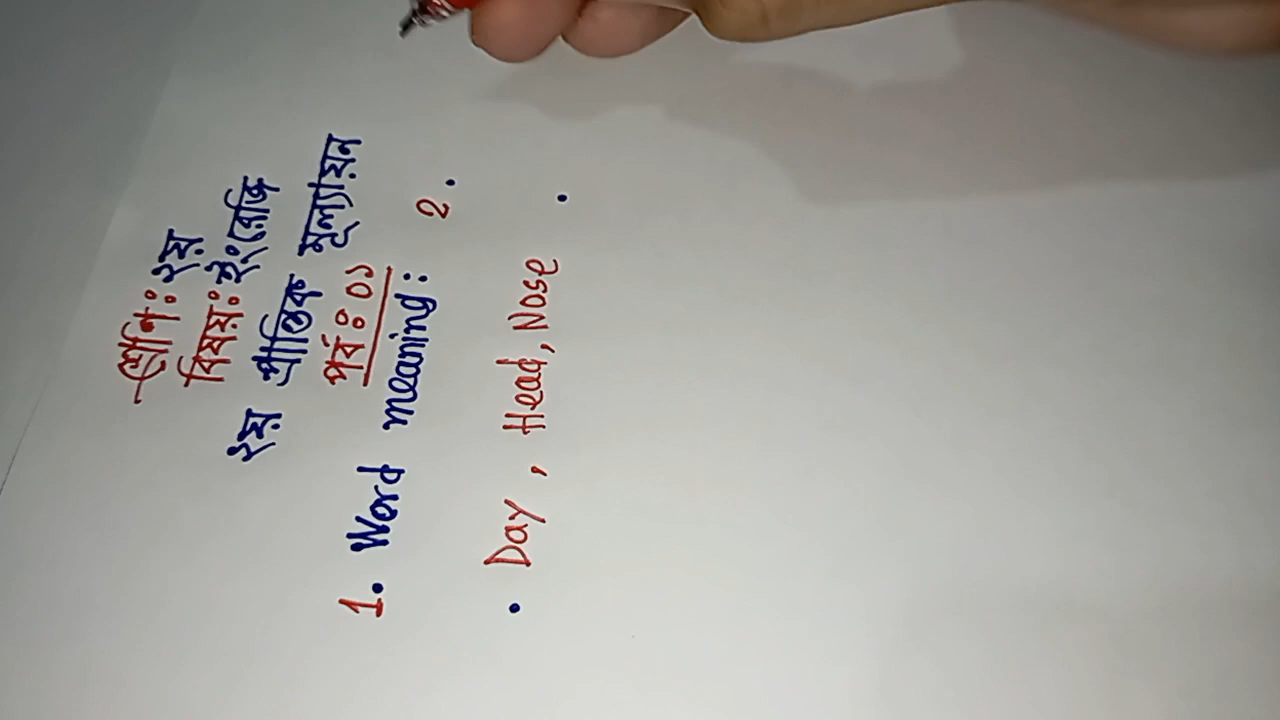 শ্রেণি: ২য়
বিষয়: ইংরেজি
২য় প্রান্তিক মূল্যায়ন
পর্ব: ০১
1. Word meaning: 2.
• Day, Head, Nose •